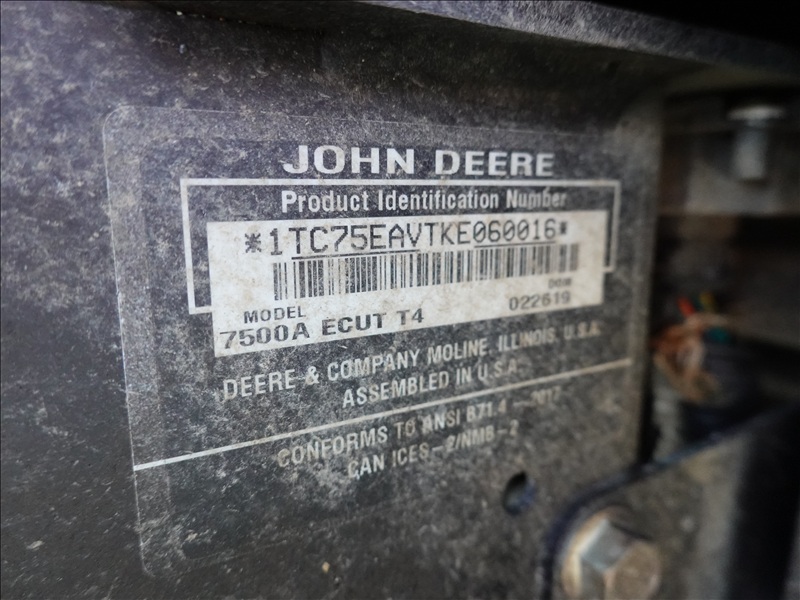 JOHN DEERE
Product Identification Number
*1TC75EAVTKE060016*
MODEL
7500A ECUT T4
022619
DEERE & COMPANY MOLINE, ILLINOIS, U.S.A.
ASSEMBLED IN U.S.A.
CONFORMS TO ANSI B71.4 - 2017
CAN ICES - 2/NMB - 2